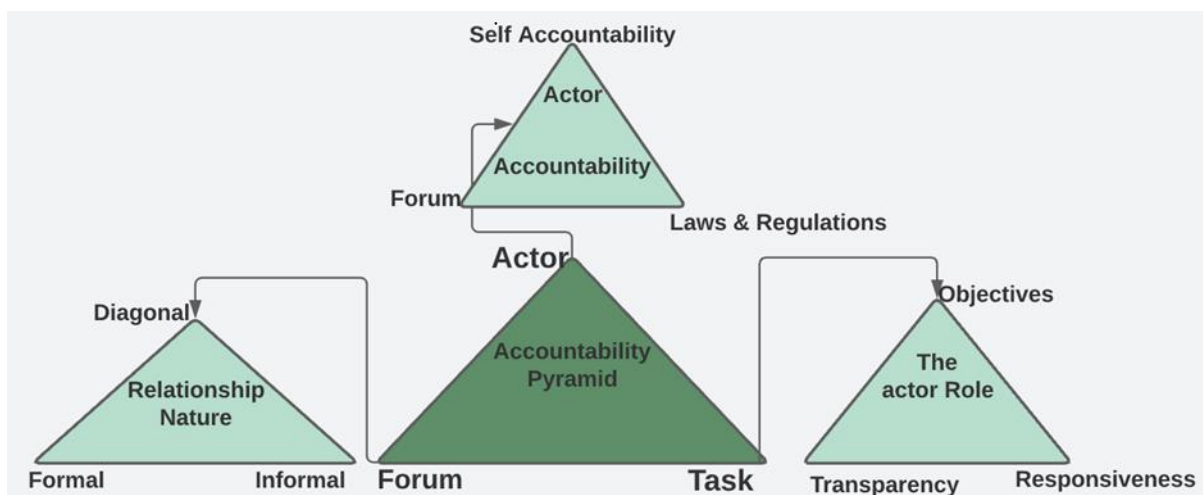 Self Accountability
Actor
Accountability
Forum
Laws & Regulations
Actor
Diagonal
Objectives
Accountability
Pyramid
The
actor Role
Relationship
Nature
Formal
Informal
Forum
Task
Transparency
Responsiveness